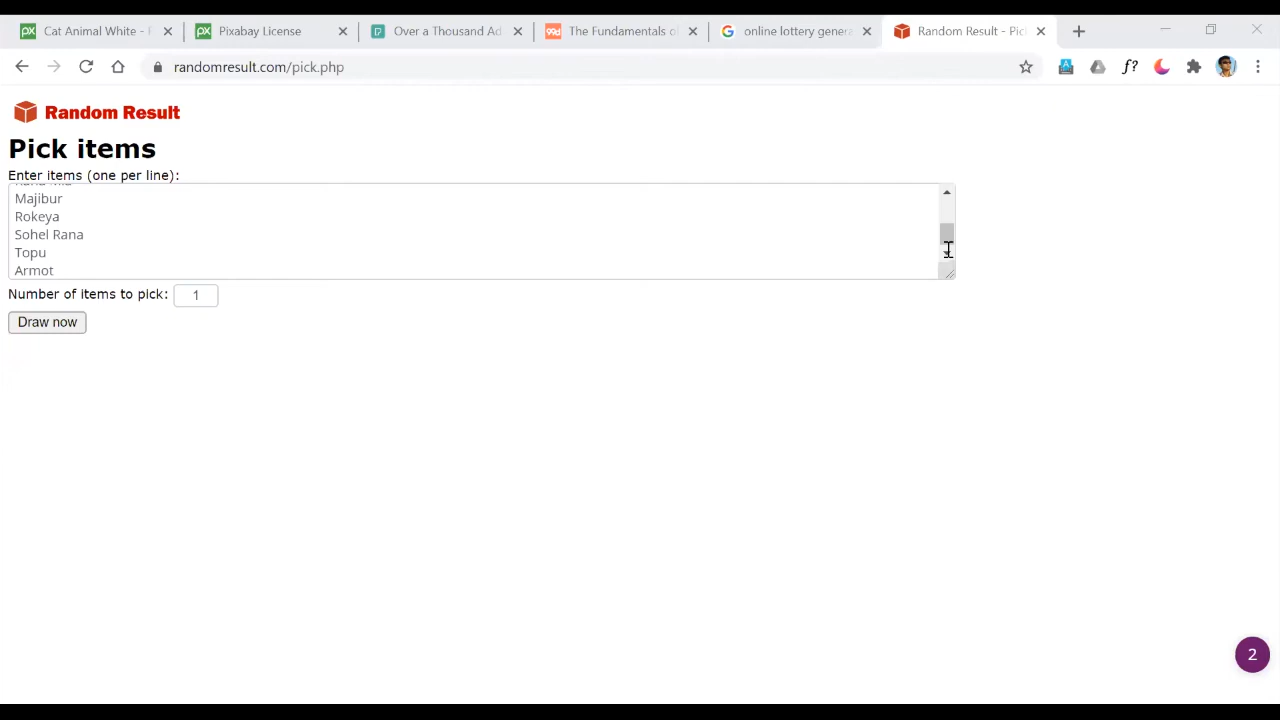 Cat Animal White - P
Pixabay License
Over a Thousand Ad
The Fundamentals o
online lottery genera
Random Result - Pic
randomresult.com/pick.php
f?
Random Result
Pick items
Enter items (one per line):
Majibur
Rokeya
Sohel Rana
Topu
Armot
Number of items to pick: 1
Draw now
2